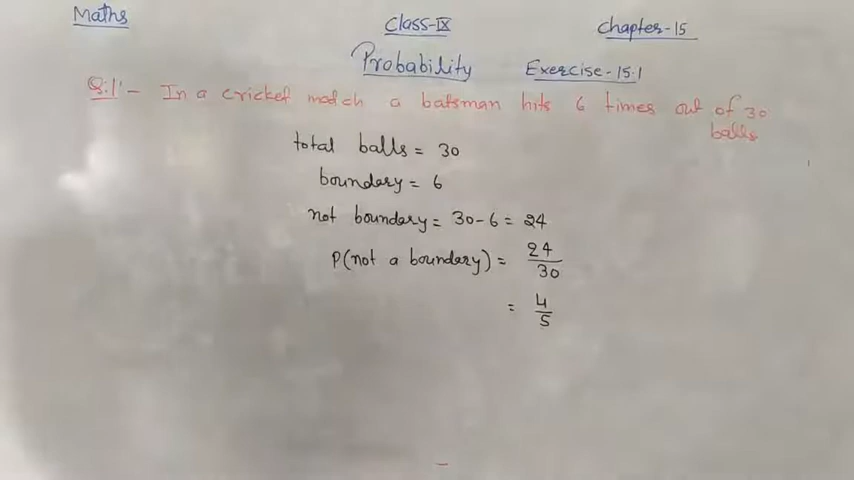 Maths Class-IX Chapter-15
Probability Exercise-15.1
Q.1:- In a cricket match a batsman hits 6 times out of 30
balls
total balls = 30
boundary = 6
not boundary = 30-6 = 24
P(not a boundary) = 24/30
= 4/5